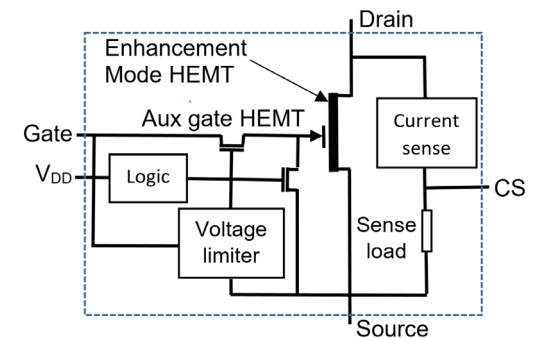 Drain
Enhancement
Mode HEMT
Aux gate HEMT
Gate
Current
sense
VDD
Logic
CS
Voltage
limiter
Sense
load
Source